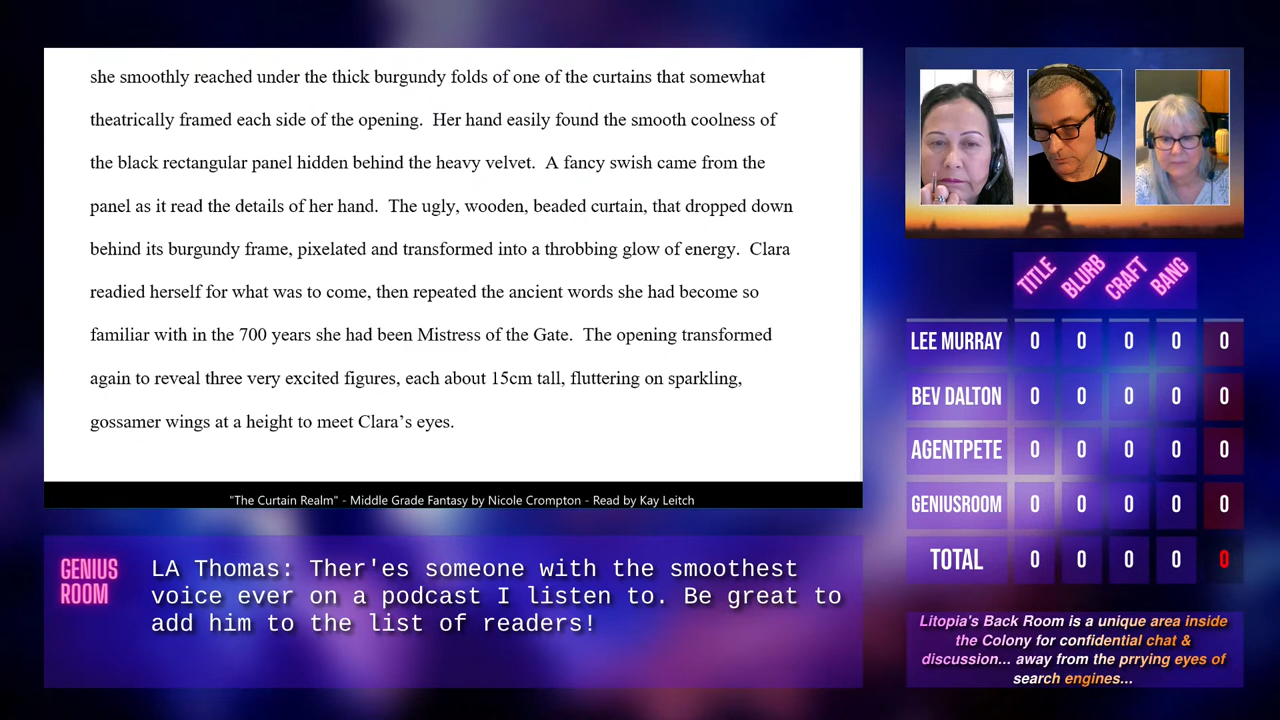 she smoothly reached under the thick burgundy folds of one of the curtains that somewhat
theatrically framed each side of the opening.  Her hand easily found the smooth coolness of
the black rectangular panel hidden behind the heavy velvet.  A fancy swish came from the
panel as it read the details of her hand.  The ugly, wooden, beaded curtain, that dropped down
behind its burgundy frame, pixelated and transformed into a throbbing glow of energy.  Clara
readied herself for what was to come, then repeated the ancient words she had become so
familiar with in the 700 years she had been Mistress of the Gate.  The opening transformed
again to reveal three very excited figures, each about 15cm tall, fluttering on sparkling,
gossamer wings at a height to meet Clara's eyes.
"The Curtain Realm" - Middle Grade Fantasy by Nicole Crompton - Read by Kay Leitch
GENIUS
ROOM
LA Thomas: Ther'es someone with the smoothest
voice ever on a podcast I listen to. Be great to
add him to the list of readers!
TITLE BLURB CRAFT BANG
LEE MURRAY 0 0 0 0 0
BEV DALTON 0 0 0 0 0
AGENTPETE 0 0 0 0 0
GENIUSROOM 0 0 0 0 0
TOTAL 0 0 0 0 0
Litopia's Back Room is a unique area inside
the Colony for confidential chat &
discussion... away from the prrying eyes of
search engines...